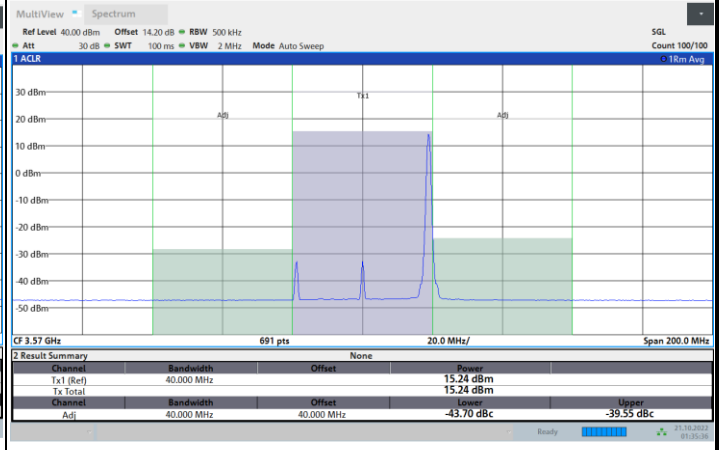 MultiView Spectrum
Ref Level 40.00 dBm Offset 14.20 dB RBW 500 kHz SGL
Att 30 dB SWT 100 ms VBW 2 MHz Mode Auto Sweep Count 100/100
1 ACLR 1Rm Avg
30 dBm
Tx1
20 dBm
Adj Adj
10 dBm
0 dBm
-10 dBm
-20 dBm
-30 dBm
-40 dBm
-50 dBm
CF 3.57 GHz 691 pts 20.0 MHz/ Span 200.0 MHz
2 Result Summary None
Channel Bandwidth Offset Power
Tx1 (Ref) 40.000 MHz 15.24 dBm
Tx Total 15.24 dBm
Channel Bandwidth Offset Lower Upper
Adj 40.000 MHz 40.000 MHz -43.70 dBc -39.55 dBc
Ready 21.10.2022
01:35:36